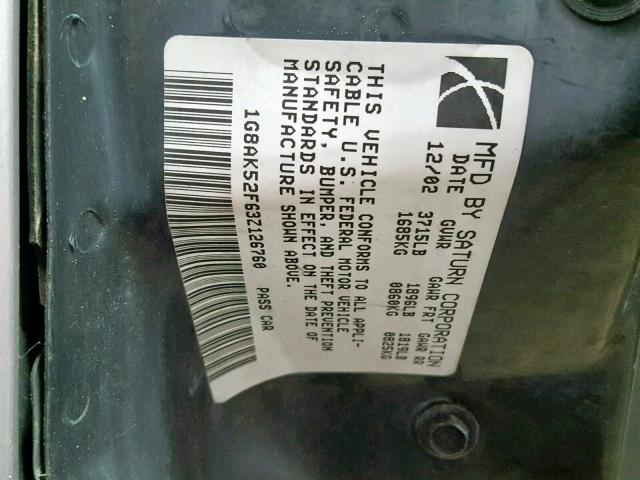 MFD BY SATURN CORPORATION
DATE GVWR GAWR FRT GAWR RR
12/02 3715LB 1896LB 1819LB
1685KG 0860KG 0825KG
THIS VEHICLE CONFORMS TO ALL APPLI-
CABLE U.S. FEDERAL MOTOR VEHICLE
SAFETY, BUMPER, AND THEFT PREVENTION
STANDARDS IN EFFECT ON THE DATE OF
MANUFACTURE SHOWN ABOVE.
1G8AK52F63Z126760 PASS CAR